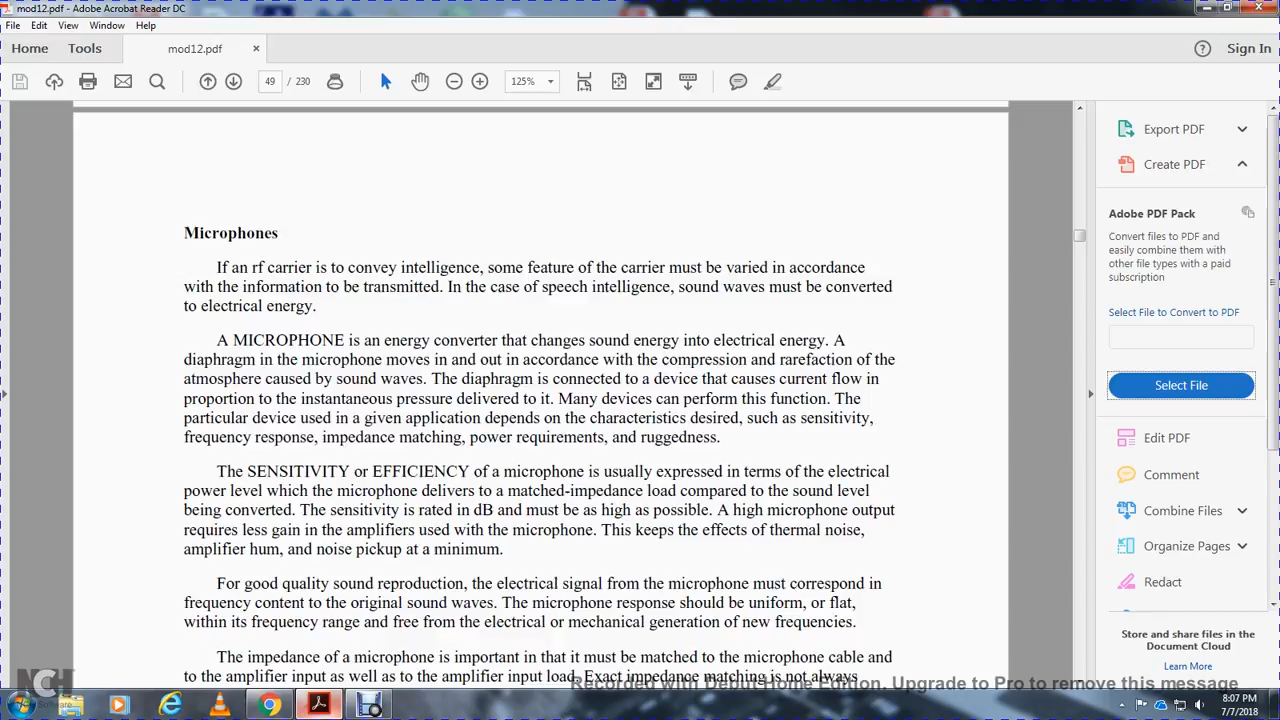 mod12.pdf - Adobe Acrobat Reader DC
File Edit View Window Help
Home Tools mod12.pdf × ? Sign In
49 / 230 125%
Microphones
If an rf carrier is to convey intelligence, some feature of the carrier must be varied in accordance
with the information to be transmitted. In the case of speech intelligence, sound waves must be converted
to electrical energy.
A MICROPHONE is an energy converter that changes sound energy into electrical energy. A
diaphragm in the microphone moves in and out in accordance with the compression and rarefaction of the
atmosphere caused by sound waves. The diaphragm is connected to a device that causes current flow in
proportion to the instantaneous pressure delivered to it. Many devices can perform this function. The
particular device used in a given application depends on the characteristics desired, such as sensitivity,
frequency response, impedance matching, power requirements, and ruggedness.
The SENSITIVITY or EFFICIENCY of a microphone is usually expressed in terms of the electrical
power level which the microphone delivers to a matched-impedance load compared to the sound level
being converted. The sensitivity is rated in dB and must be as high as possible. A high microphone output
requires less gain in the amplifiers used with the microphone. This keeps the effects of thermal noise,
amplifier hum, and noise pickup at a minimum.
For good quality sound reproduction, the electrical signal from the microphone must correspond in
frequency content to the original sound waves. The microphone response should be uniform, or flat,
within its frequency range and free from the electrical or mechanical generation of new frequencies.
The impedance of a microphone is important in that it must be matched to the microphone cable and
to the amplifier input as well as to the amplifier input load. Exact impedance matching is not always
Export PDF
Create PDF
Adobe PDF Pack
Convert files to PDF and
easily combine them with
other file types with a paid
subscription
Select File to Convert to PDF
Select File
Edit PDF
Comment
Combine Files
Organize Pages
Redact
Store and share files in the
Document Cloud
Learn More
Recorded with Debut Home Edition. Upgrade to Pro to remove this message
NCH
Software
8:07 PM
7/7/2018